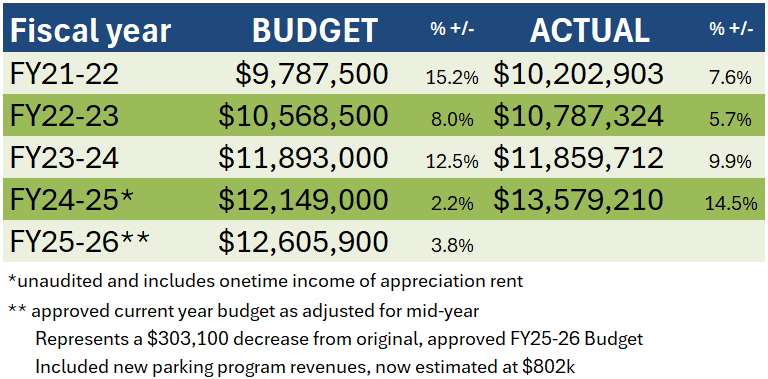 Fiscal year BUDGET % +/- ACTUAL % +/-
FY21-22 $9,787,500 15.2% $10,202,903 7.6%
FY22-23 $10,568,500 8.0% $10,787,324 5.7%
FY23-24 $11,893,000 12.5% $11,859,712 9.9%
FY24-25* $12,149,000 2.2% $13,579,210 14.5%
FY25-26** $12,605,900 3.8%
*unaudited and includes onetime income of appreciation rent
** approved current year budget as adjusted for mid-year
Represents a $303,100 decrease from original, approved FY25-26 Budget
Included new parking program revenues, now estimated at $802k